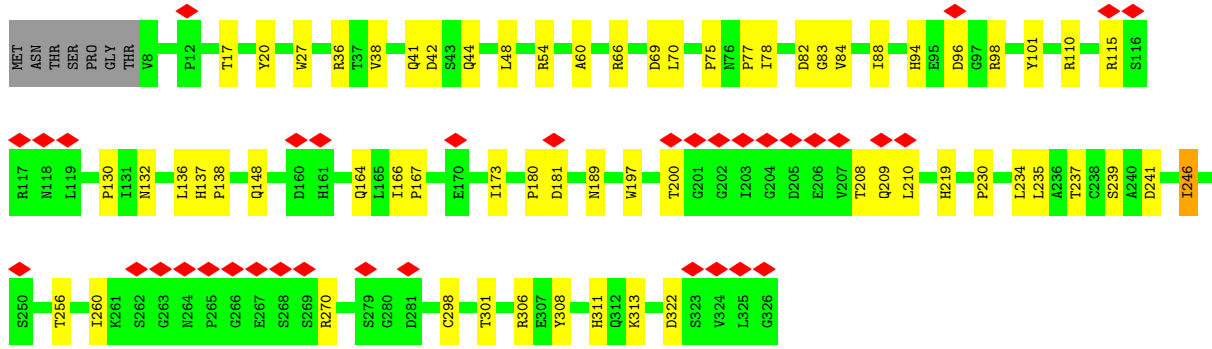 MET ASN THR SER PRO GLY THR V8 P12 T17 Y20 W27 R36 T37 V38 Q41 D42 S43 Q44 L48 R54 A60 R66 D69 L70 P75 N76 P77 I78 D82 G83 V84 I88 H94 E95 D96 G97 R98 Y101 R110 R115 S116
R117 N118 L119 P130 I131 N132 L136 H137 P138 Q148 D160 H161 Q164 L165 I166 P167 E170 I173 P180 D181 N189 W197 T200 G201 G202 I203 G204 D205 E206 V207 T208 Q209 L210 H219 P230 L234 L235 A236 T237 C238 S239 A240 D241 I246
S250 T256 I260 K261 S262 G263 N264 P265 G266 E267 S268 S269 R270 S279 G280 D281 C298 T301 R306 E307 Y308 H311 Q312 K313 D322 S323 V324 L325 G326